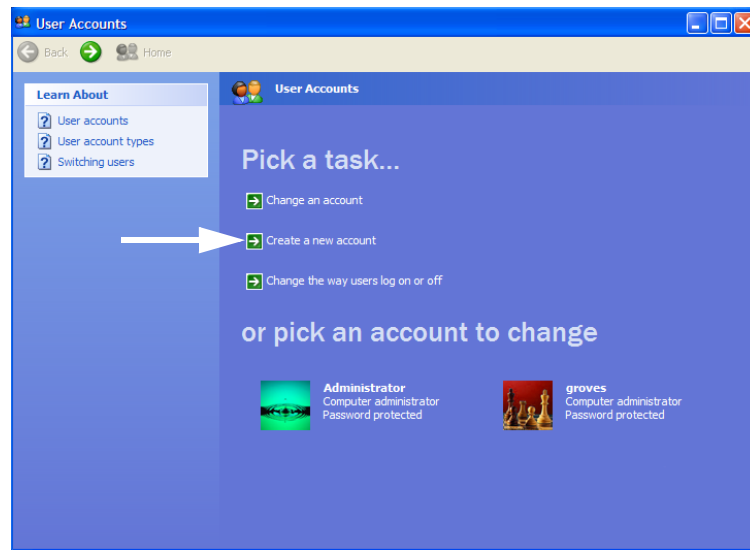 User Accounts
Back Home
Learn About
User accounts
User account types
Switching users
User Accounts
Pick a task...
Change an account
Create a new account
Change the way users log on or off
or pick an account to change
Administrator
Computer administrator
Password protected
groves
Computer administrator
Password protected